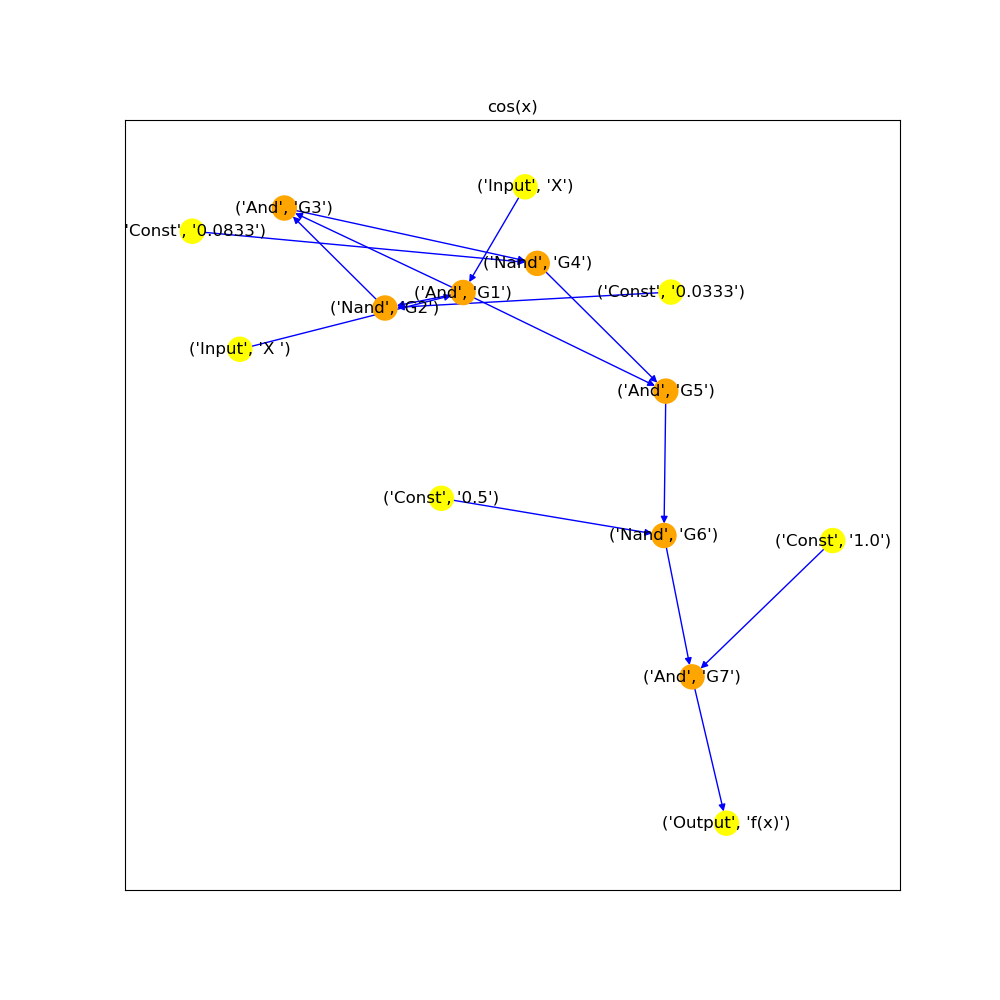 cos(x)
('Input', 'X')
('And', 'G3')
'Const', '0.0833')
('Nand', 'G4')
('And', 'G1')
('Const', '0.0333')
('Nand', 'G2')
('Input', 'X ')
('And', 'G5')
('Const', '0.5')
('Nand', 'G6')
('Const', '1.0')
('And', 'G7')
('Output', 'f(x)')